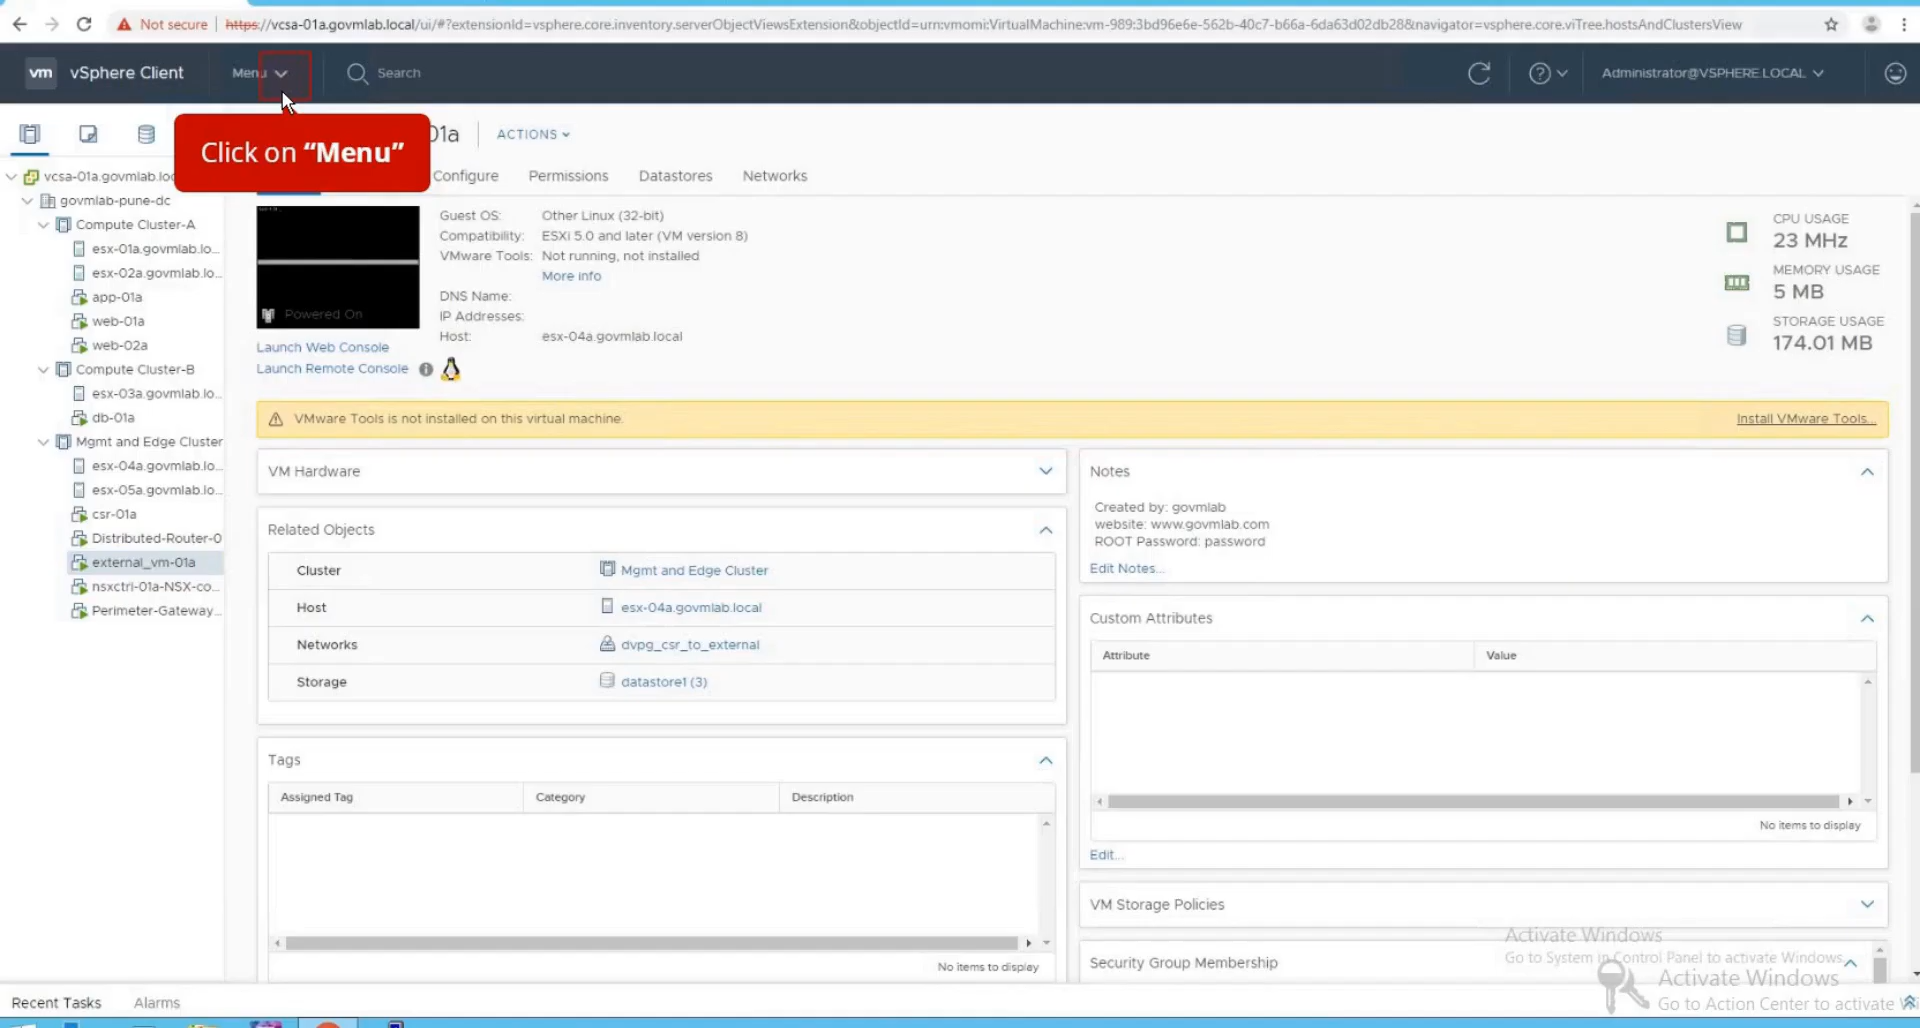 Not secure
https://vcsa-01a.govmlab.local/ui/#?extensionId=vsphere.core.inventory.serverObjectViewsExtension&objectId=urn:vmomi:VirtualMachine:vm-989:3bd96e6e-562b-40c7-b66a-6da63d02db28&navigator=vsphere.core.viTree.hostsAndClustersView
vm vSphere Client Menu Search Administrator@VSPHERE.LOCAL
Click on “Menu”
01a ACTIONS
Configure Permissions Datastores Networks
vcsa-01a.govmlab.loc
govmlab-pune-dc
Compute Cluster-A
esx-01a.govmlab.lo...
esx-02a.govmlab.lo...
app-01a
web-01a
web-02a
Compute Cluster-B
esx-03a.govmlab.lo...
db-01a
Mgmt and Edge Cluster
esx-04a.govmlab.lo...
esx-05a.govmlab.lo...
csr-01a
Distributed-Router-0
external_vm-01a
nsxctrl-01a-NSX-co...
Perimeter-Gateway...
Powered On
Launch Web Console
Launch Remote Console
Guest OS: Other Linux (32-bit)
Compatibility: ESXi 5.0 and later (VM version 8)
VMware Tools: Not running, not installed
More info
DNS Name:
IP Addresses:
Host: esx-04a.govmlab.local
CPU USAGE
23 MHz
MEMORY USAGE
5 MB
STORAGE USAGE
174.01 MB
VMware Tools is not installed on this virtual machine. Install VMware Tools...
VM Hardware
Related Objects
Cluster Mgmt and Edge Cluster
Host esx-04a.govmlab.local
Networks dvpg_csr_to_external
Storage datastore1 (3)
Tags
Assigned Tag Category Description
No items to display
Notes
Created by: govmlab
website: www.govmlab.com
ROOT Password: password
Edit Notes...
Custom Attributes
Attribute Value
No items to display
Edit...
VM Storage Policies
Security Group Membership
Activate Windows
Go to System in Control Panel to activate Windows.
Activate Windows
Go to Action Center to activate Wi
Recent Tasks Alarms